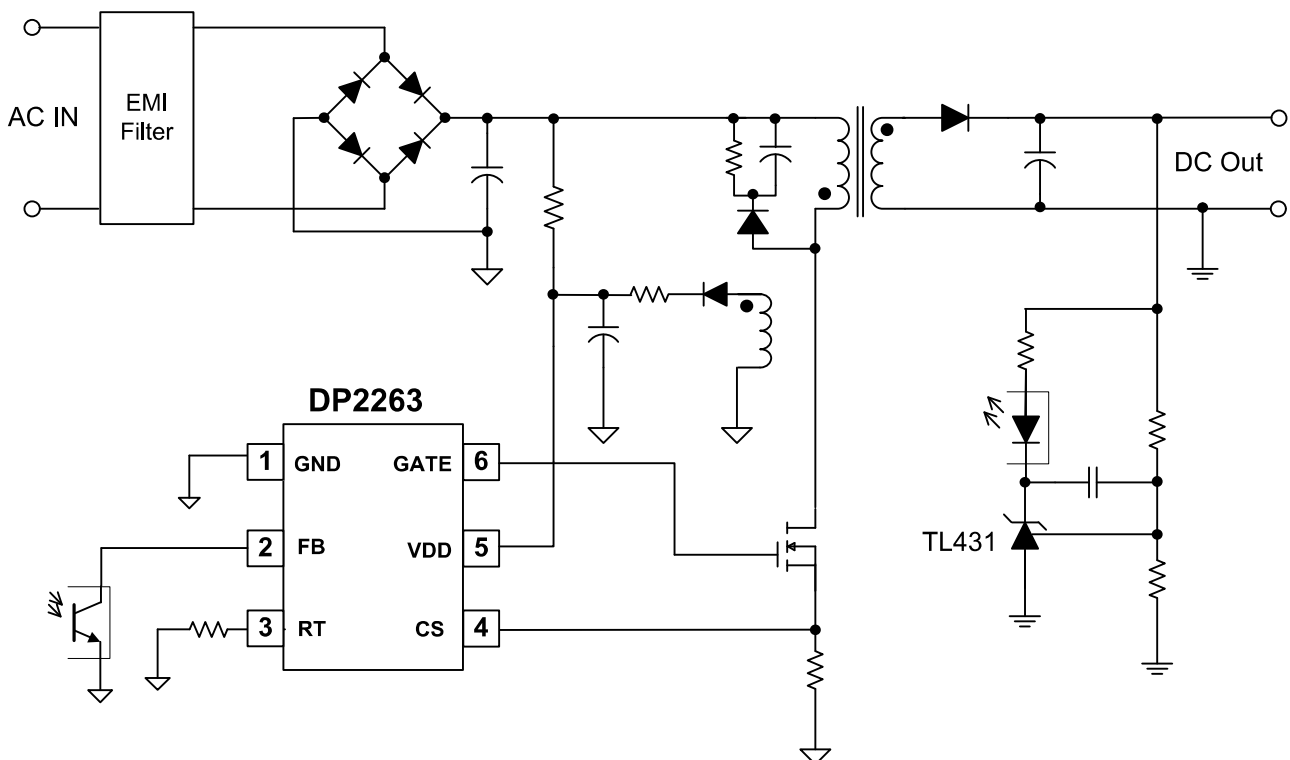 AC IN
EMI
Filter
DC Out
DP2263
1 GND GATE 6
2 FB VDD 5
3 RT CS 4
TL431